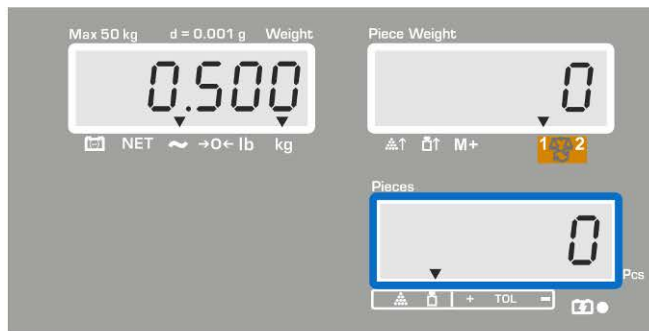 Max 50 kg d = 0.001 g Weight
0.500
NET →0← lb kg
Piece Weight
0
M+ 1 2
Pieces
0
Pcs
+ TOL -